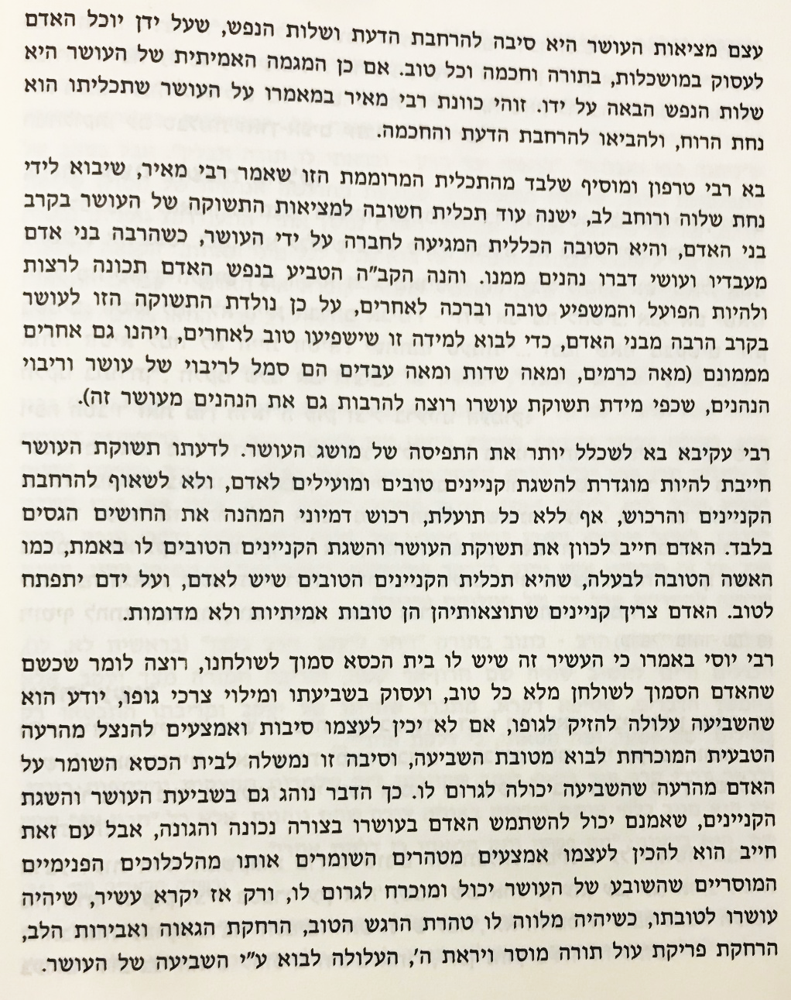 עצם מציאות העושר היא סיבה להרחבת הדעת ושלות הנפש, שעל ידן יוכל האדם
לעסוק במושכלות, בתורה וחכמה וכל טוב. אם כן המגמה האמיתית של העושר היא
שלות הנפש הבאה על ידו. זוהי כוונת רבי מאיר במאמרו על העושר שתכליתו הוא
נחת הרוח, ולהביאו להרחבת הדעת והחכמה.
בא רבי טרפון ומוסיף שלבד מהתכלית המרוממת הזו שאמר רבי מאיר, שיבוא לידי
נחת שלוה ורוחב לב, ישנה עוד תכלית חשובה למציאות התשוקה של העושר בקרב
בני האדם, והיא הטובה הכללית המגיעה לחברה על ידי העושר, כשהרבה בני אדם
מעבדיו ועושי דברו נהנים ממנו. והנה הקב"ה הטביע בנפש האדם תכונה לרצות
ולהיות הפועל והמשפיע טובה וברכה לאחרים, על כן נולדת התשוקה הזו לעושר
בקרב הרבה מבני האדם, כדי לבוא למידה זו שישפיעו טוב לאחרים, ויהנו גם אחרים
מממונם (מאה כרמים, ומאה שדות ומאה עבדים הם סמל לריבוי של עושר וריבוי
הנהנים, שכפי מידת תשוקת עושרו רוצה להרבות גם את הנהנים מעושר זה).
רבי עקיבא בא לשכלל יותר את התפיסה של מושג העושר. לדעתו תשוקת העושר
חייבת להיות מוגדרת להשגת קניינים טובים ומועילים לאדם, ולא לשאוף להרחבת
הקניינים והרכוש, אף ללא כל תועלת, רכוש דמיוני המהנה את החושים הגסים
בלבד. האדם חייב לכוון את תשוקת העושר והשגת הקניינים הטובים לו באמת, כמו
האשה הטובה לבעלה, שהיא תכלית הקניינים הטובים שיש לאדם, ועל ידם יתפתח
לטוב. האדם צריך קניינים שתוצאותיהן הן טובות אמיתיות ולא מדומות.
רבי יוסי באמרו כי העשיר זה שיש לו בית הכסא סמוך לשולחנו, רוצה לומר שכשם
שהאדם הסמוך לשולחן מלא כל טוב, ועסוק בשביעתו ומילוי צרכי גופו, יודע הוא
שהשביעה עלולה להזיק לגופו, אם לא יכין לעצמו סיבות ואמצעים להנצל מהרעה
הטבעית המוכרחת לבוא מטובת השביעה, וסיבה זו נמשלה לבית הכסא השומר על
האדם מהרעה שהשביעה יכולה לגרום לו. כך הדבר נוהג גם בשביעת העושר והשגת
הקניינים, שאמנם יכול להשתמש האדם בעושרו בצורה נכונה והגונה, אבל עם זאת
חייב הוא להכין לעצמו אמצעים מטהרים השומרים אותו מהלכלוכים הפנימיים
המוסריים שהשובע של העושר יכול ומוכרח לגרום לו, ורק אז יקרא עשיר, שיהיה
עושרו לטובתו, כשיהיה מלווה לו טהרת הרגש הטוב, הרחקת הגאוה ואבירות הלב,
הרחקת פריקת עול תורה מוסר ויראת ה', העלולה לבוא ע"י השביעה של העושר.